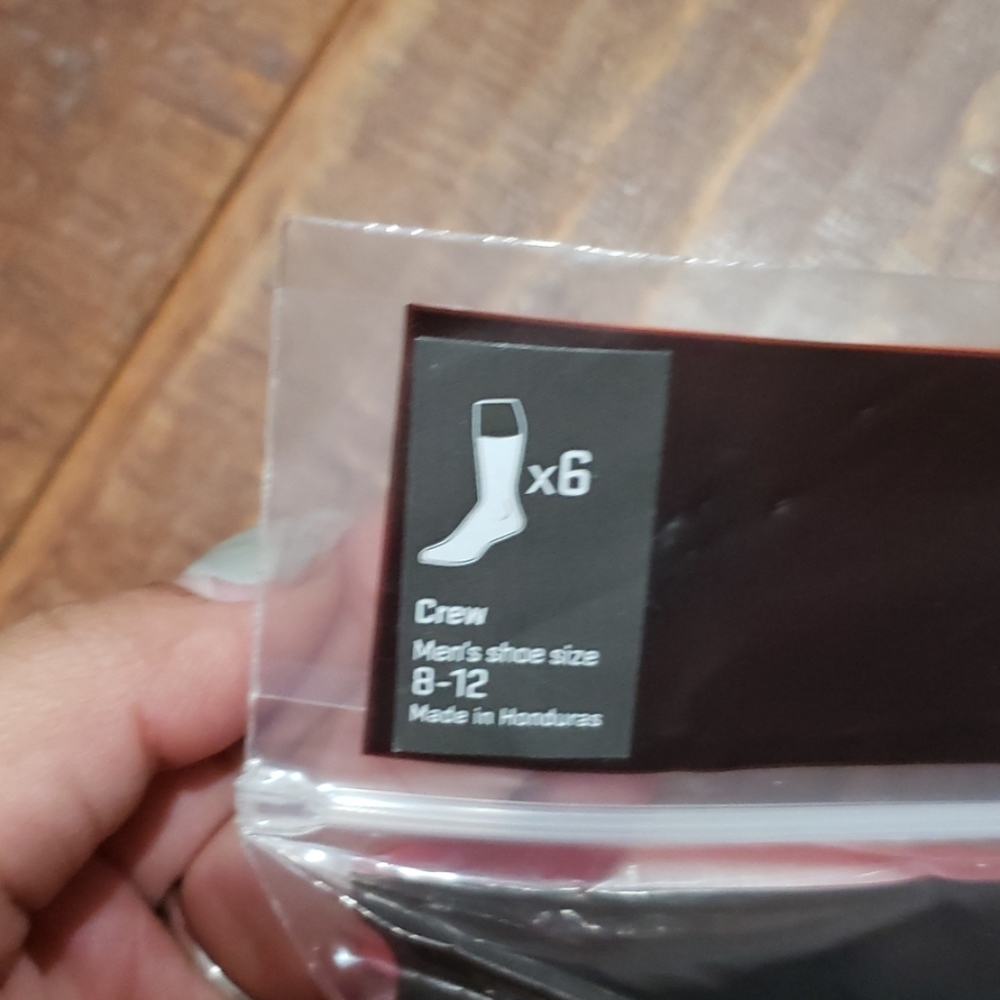 x6
Crew
Men's shoe size
8-12
Made in Honduras